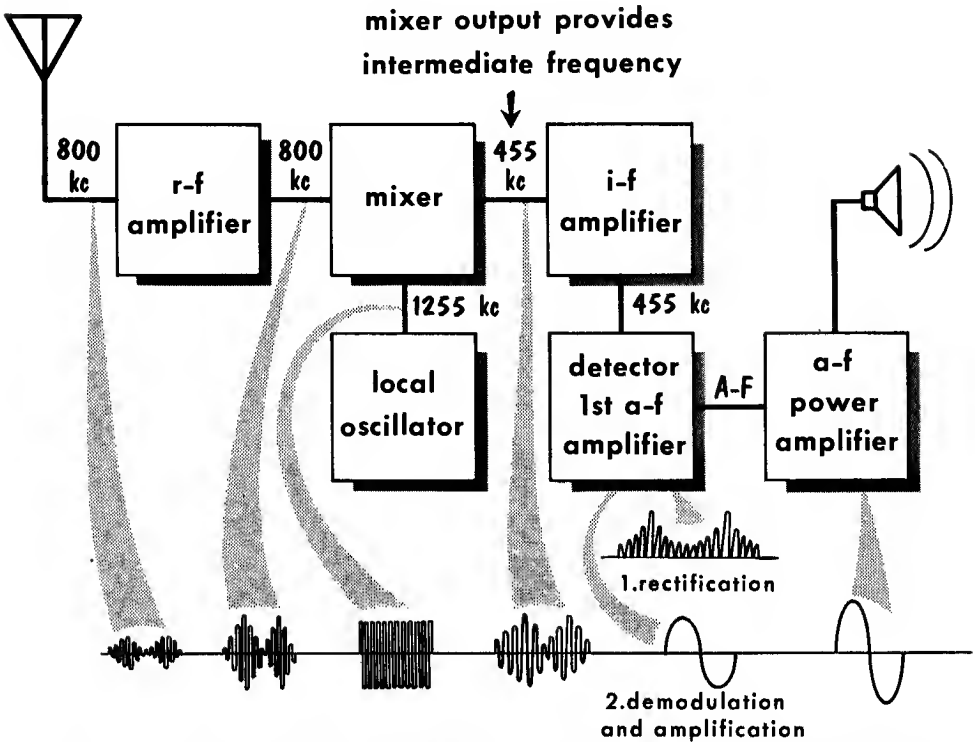 mixer output provides
intermediate frequency
800
kc
r-f
amplifier
800
kc
mixer
455
kc
i-f
amplifier
1255 kc
455 kc
local
oscillator
detector
1st a-f
amplifier
A-F
a-f
power
amplifier
1.rectification
2.demodulation
and amplification